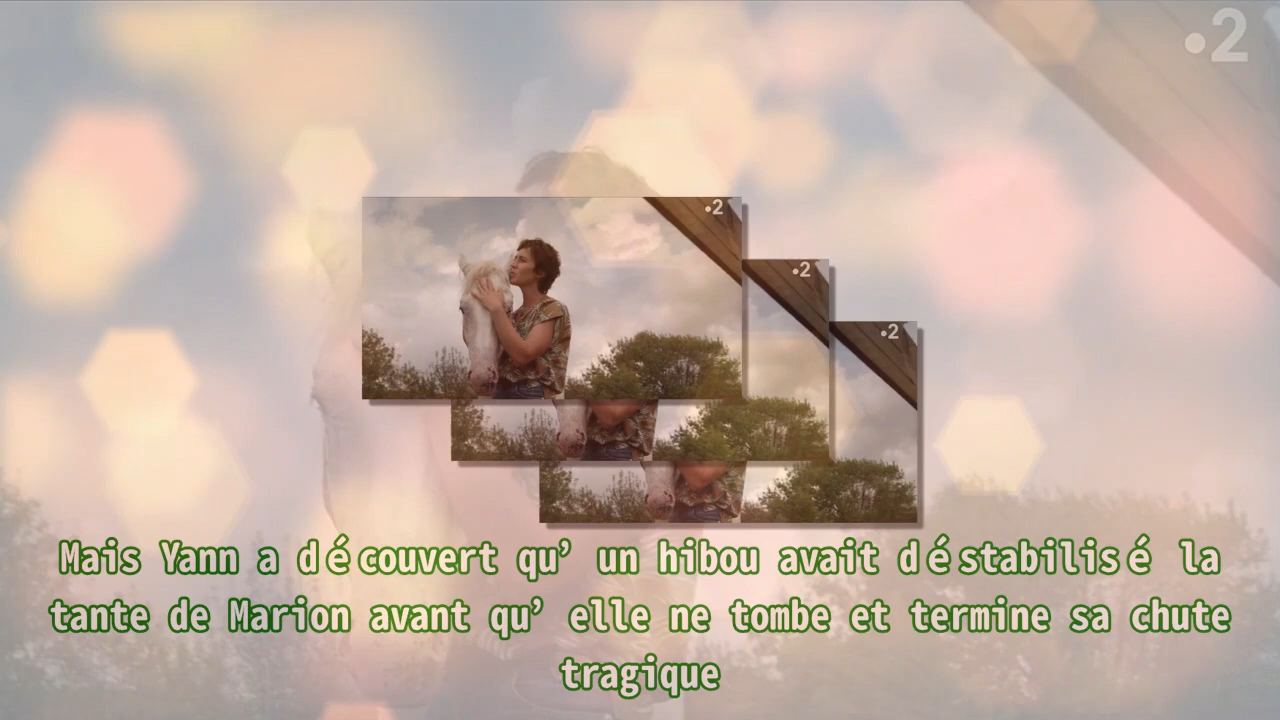 •2
•2
•2
•2
Mais Yann a découvert qu’ un hibou avait déstabilisé la
tante de Marion avant qu’ elle ne tombe et termine sa chute
tragique